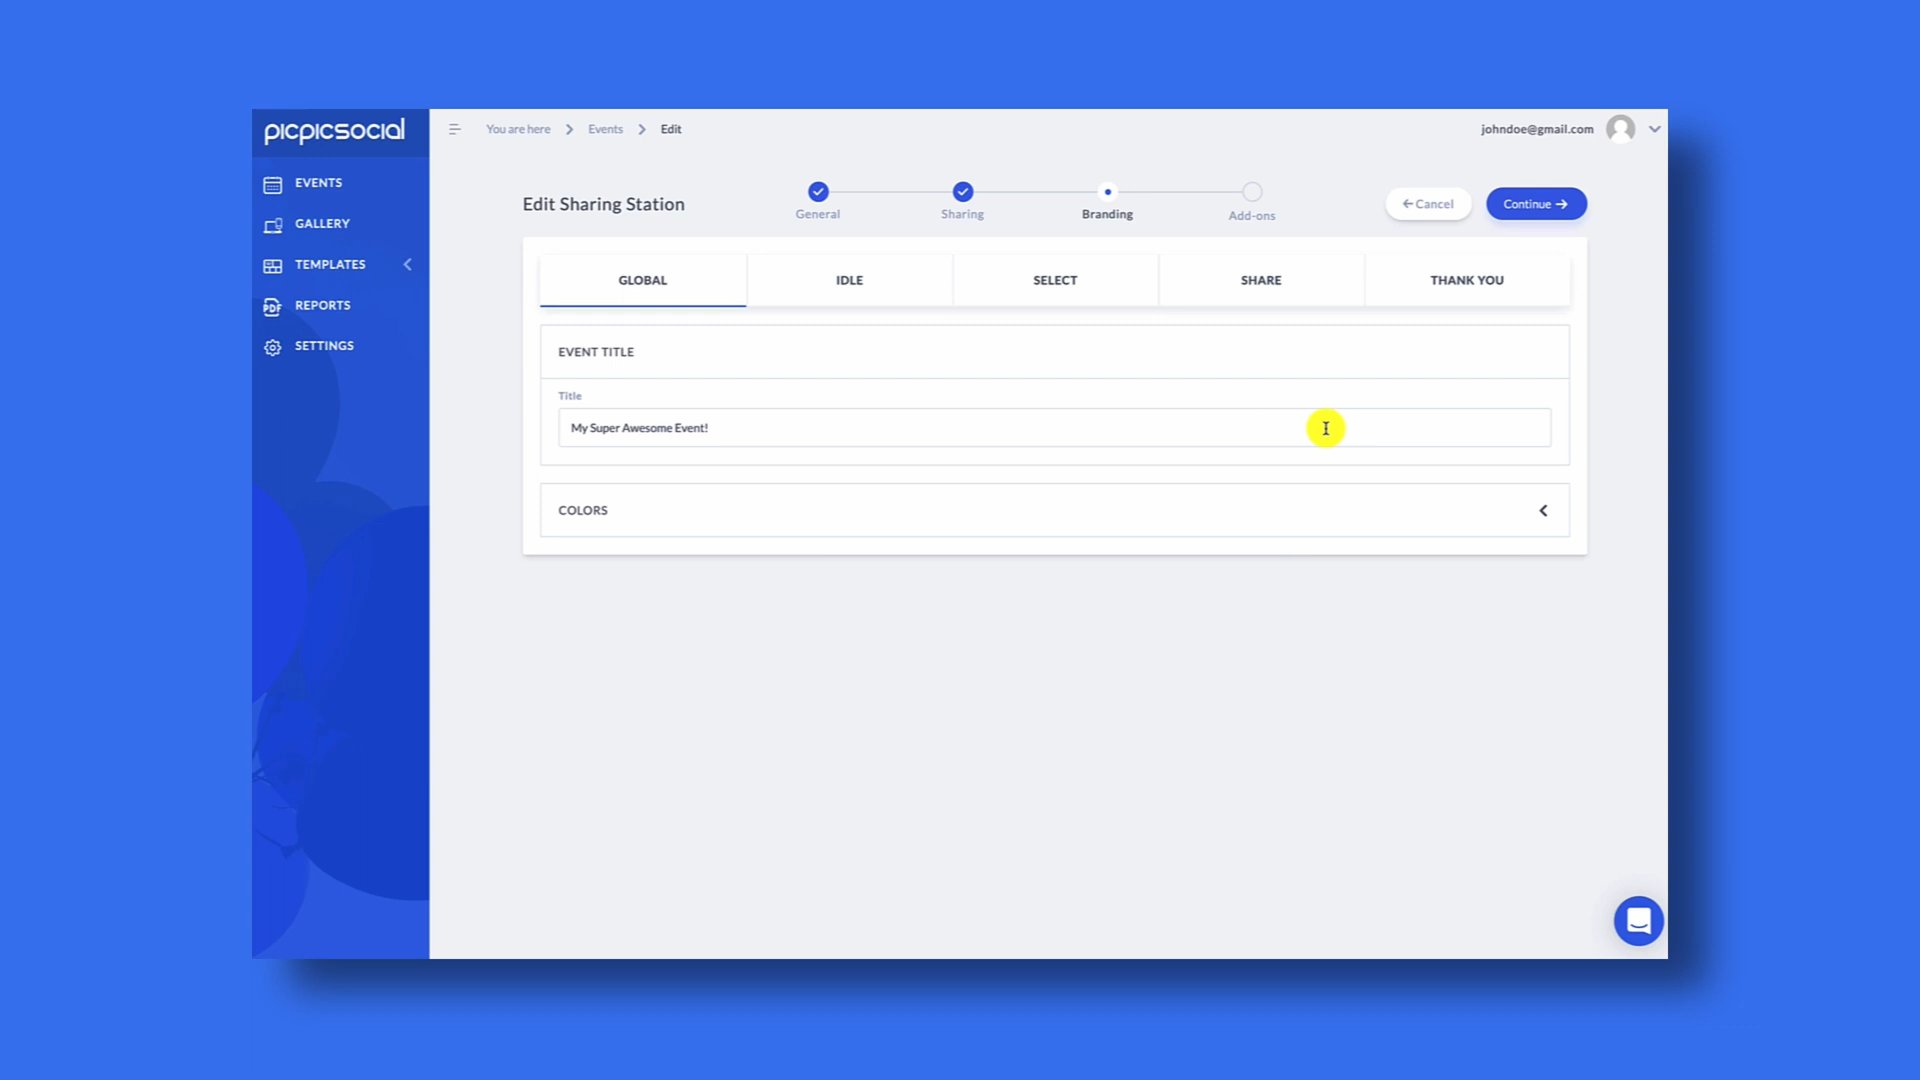 picpicsocial
You are here
Events
Edit
johndoe@gmail.com
EVENTS
GALLERY
TEMPLATES
PDF REPORTS
SETTINGS
Edit Sharing Station
General
Sharing
Branding
Add-ons
Cancel
Continue
GLOBAL
IDLE
SELECT
SHARE
THANK YOU
EVENT TITLE
Title
My Super Awesome Event!
COLORS